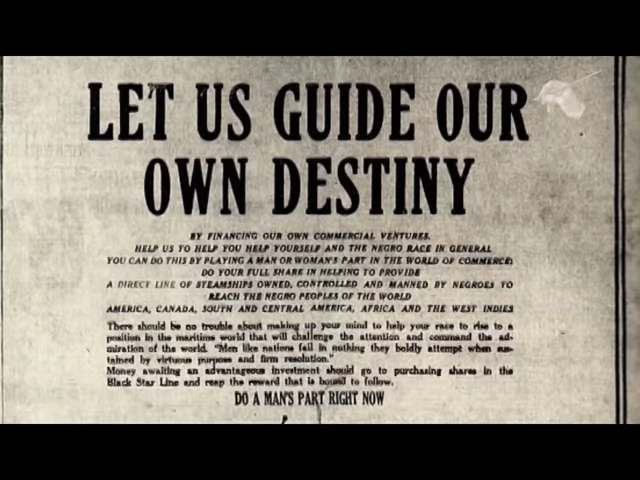 LET US GUIDE OUR
OWN DESTINY
BY FINANCING OUR OWN COMMERCIAL VENTURES.
HELP US TO HELP YOU HELP YOURSELF AND THE NEGRO RACE IN GENERAL
YOU CAN DO THIS BY PLAYING A MAN OR WOMAN'S PART IN THE WORLD OF COMMERCE;
DO YOUR FULL SHARE IN HELPING TO PROVIDE
A DIRECT LINE OF STEAMSHIPS OWNED, CONTROLLED AND MANNED BY NEGROES TO
REACH THE NEGRO PEOPLES OF THE WORLD
AMERICA, CANADA, SOUTH AND CENTRAL AMERICA, AFRICA AND THE WEST INDIES
There should be no trouble about making up your mind to help your race to rise to a
position in the maritime world that will challenge the attention and command the ad-
miration of the world. "Men like nations fail in nothing they boldly attempt when sus-
tained by virtuous purpose and firm resolution."
Money awaiting an advantageous investment should go to purchasing shares in the
Black Star Line and reap the reward that is bound to follow.
DO A MAN'S PART RIGHT NOW